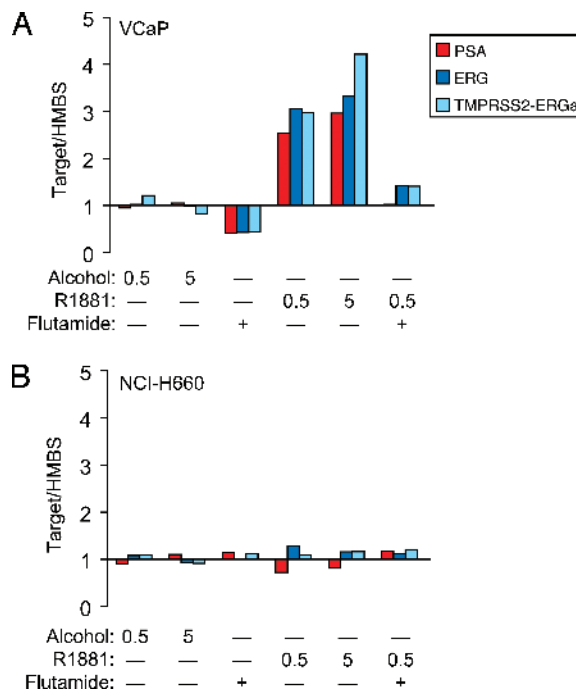 A
VCaP
PSA
ERG
TMPRSS2-ERGa
Target/HMBS
5
4
3
2
1
0
Alcohol: 0.5 5 — — — —
R1881: — — — 0.5 5 0.5
Flutamide: — — + — — +
B
NCI-H660
Target/HMBS
5
4
3
2
1
0
Alcohol: 0.5 5 — — — —
R1881: — — — 0.5 5 0.5
Flutamide: — — + — — +